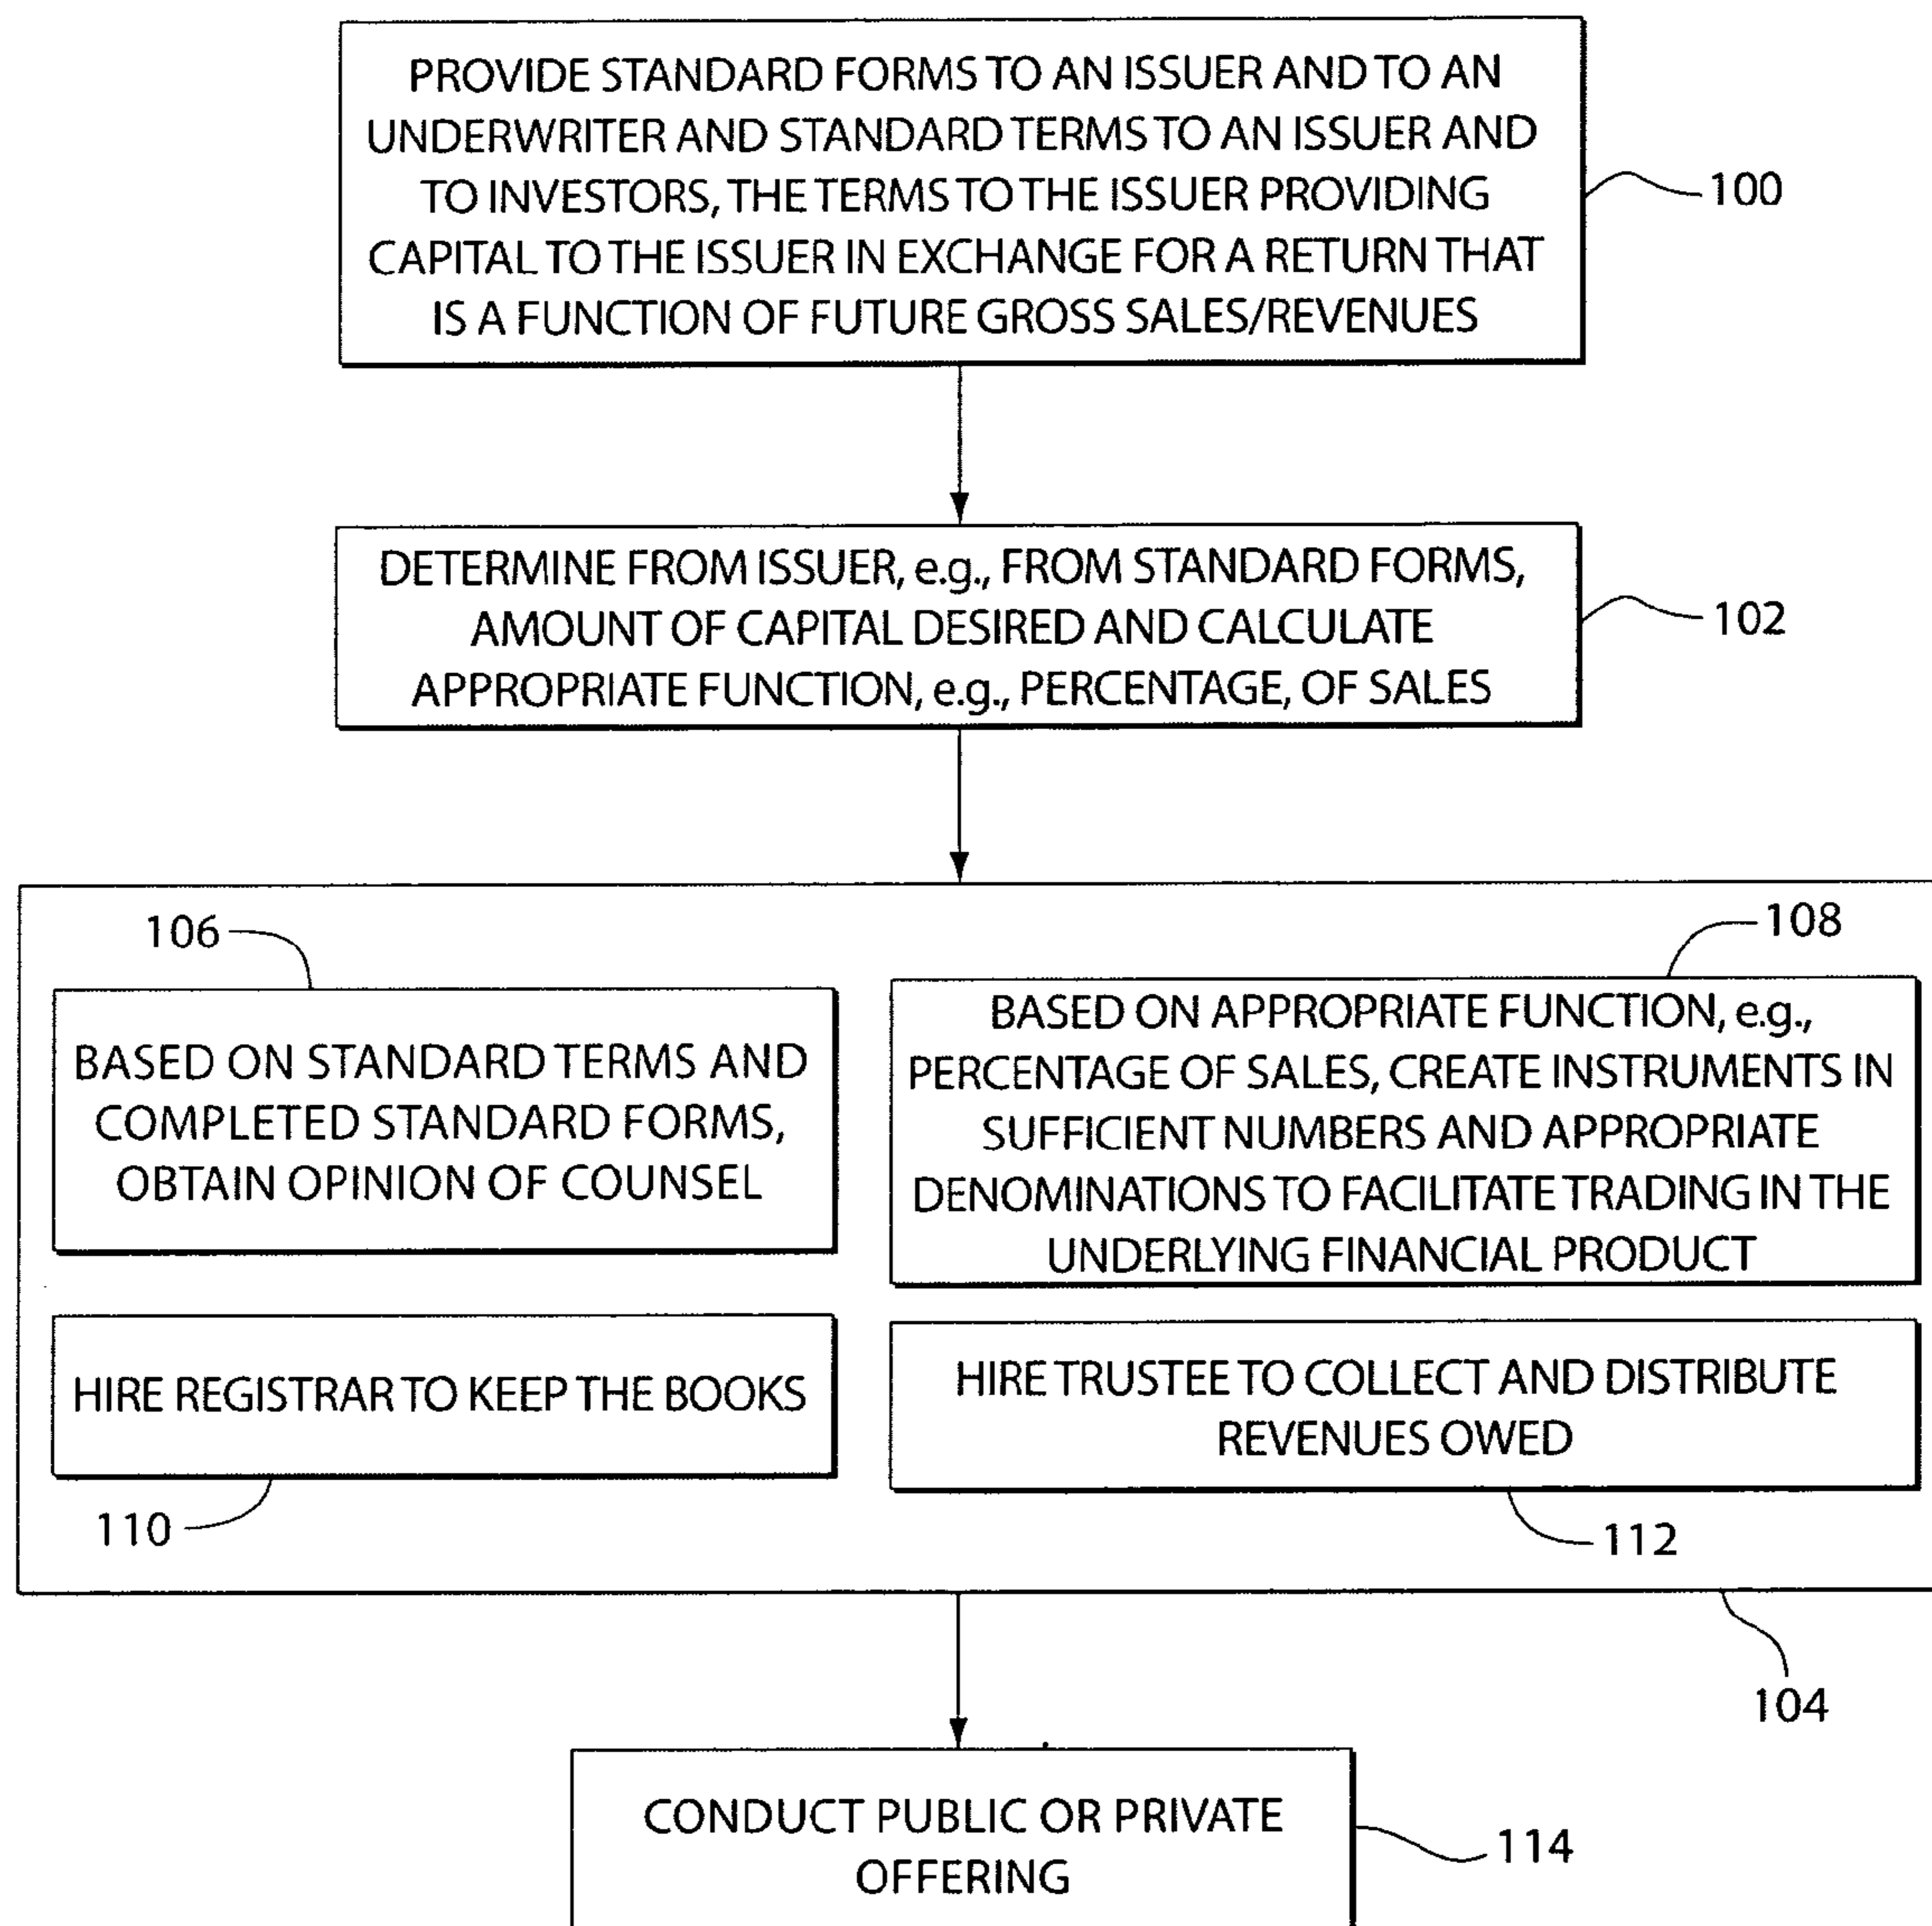 PROVIDE STANDARD FORMS TO AN ISSUER AND TO AN
UNDERWRITER AND STANDARD TERMS TO AN ISSUER AND
TO INVESTORS, THE TERMS TO THE ISSUER PROVIDING
CAPITAL TO THE ISSUER IN EXCHANGE FOR A RETURN THAT
IS A FUNCTION OF FUTURE GROSS SALES/REVENUES
100
DETERMINE FROM ISSUER, e.g., FROM STANDARD FORMS,
AMOUNT OF CAPITAL DESIRED AND CALCULATE
APPROPRIATE FUNCTION, e.g., PERCENTAGE, OF SALES
102
106
BASED ON STANDARD TERMS AND
COMPLETED STANDARD FORMS,
OBTAIN OPINION OF COUNSEL
108
BASED ON APPROPRIATE FUNCTION, e.g.,
PERCENTAGE OF SALES, CREATE INSTRUMENTS IN
SUFFICIENT NUMBERS AND APPROPRIATE
DENOMINATIONS TO FACILITATE TRADING IN THE
UNDERLYING FINANCIAL PRODUCT
HIRE REGISTRAR TO KEEP THE BOOKS
110
HIRE TRUSTEE TO COLLECT AND DISTRIBUTE
REVENUES OWED
112
104
CONDUCT PUBLIC OR PRIVATE
OFFERING
114